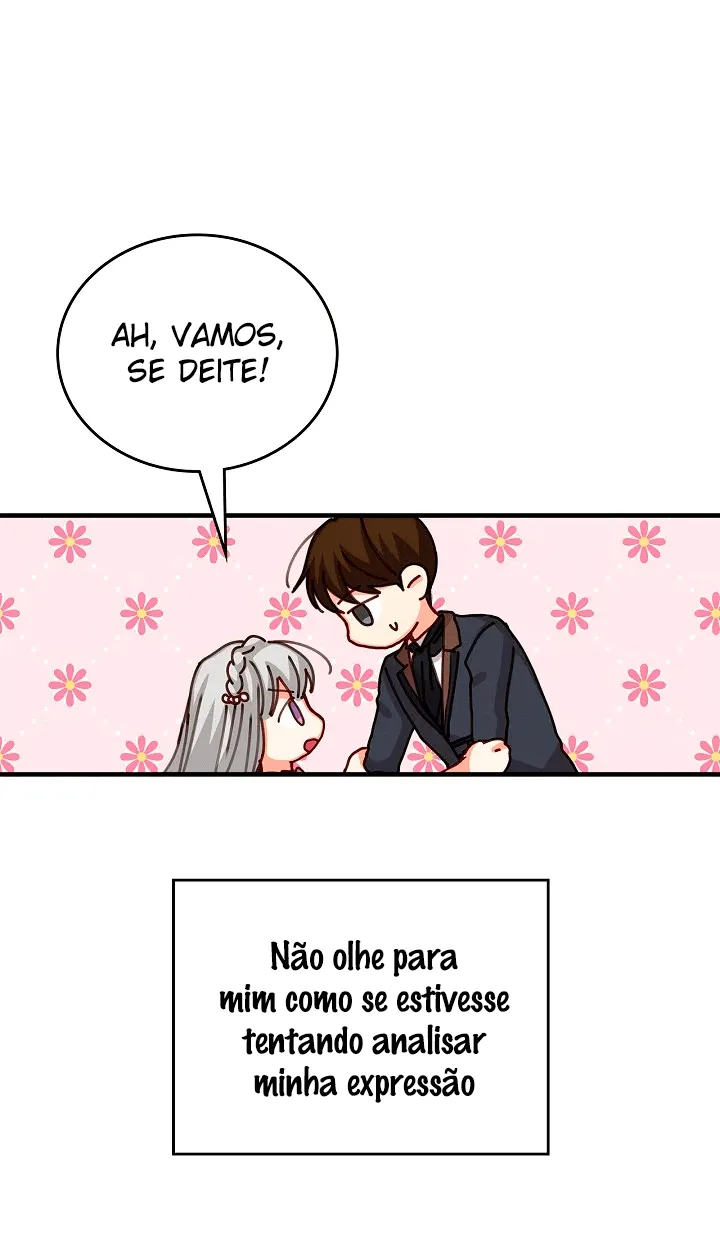 AH, VAMOS,
SE DEITE!
Não olhe para
mim como se estivesse
tentando analisar
minha expressão